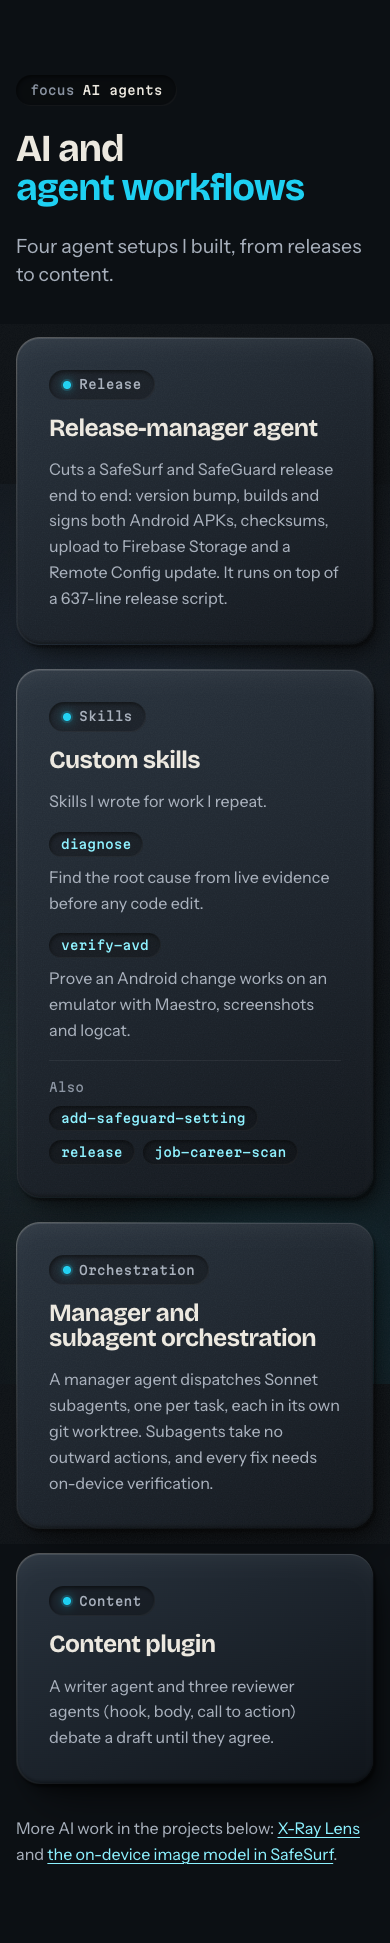 focus AI agents
AI and
agent workflows
Four agent setups I built, from releases
to content.
Release
Release-manager agent
Cuts a SafeSurf and SafeGuard release
end to end: version bump, builds and
signs both Android APKs, checksums,
upload to Firebase Storage and a
Remote Config update. It runs on top of
a 637-line release script.
Skills
Custom skills
Skills I wrote for work I repeat.
diagnose
Find the root cause from live evidence
before any code edit.
verify-avd
Prove an Android change works on an
emulator with Maestro, screenshots
and logcat.
Also
add-safeguard-setting
release job-career-scan
Orchestration
Manager and
subagent orchestration
A manager agent dispatches Sonnet
subagents, one per task, each in its own
git worktree. Subagents take no
outward actions, and every fix needs
on-device verification.
Content
Content plugin
A writer agent and three reviewer
agents (hook, body, call to action)
debate a draft until they agree.
More AI work in the projects below: X-Ray Lens
and the on-device image model in SafeSurf.